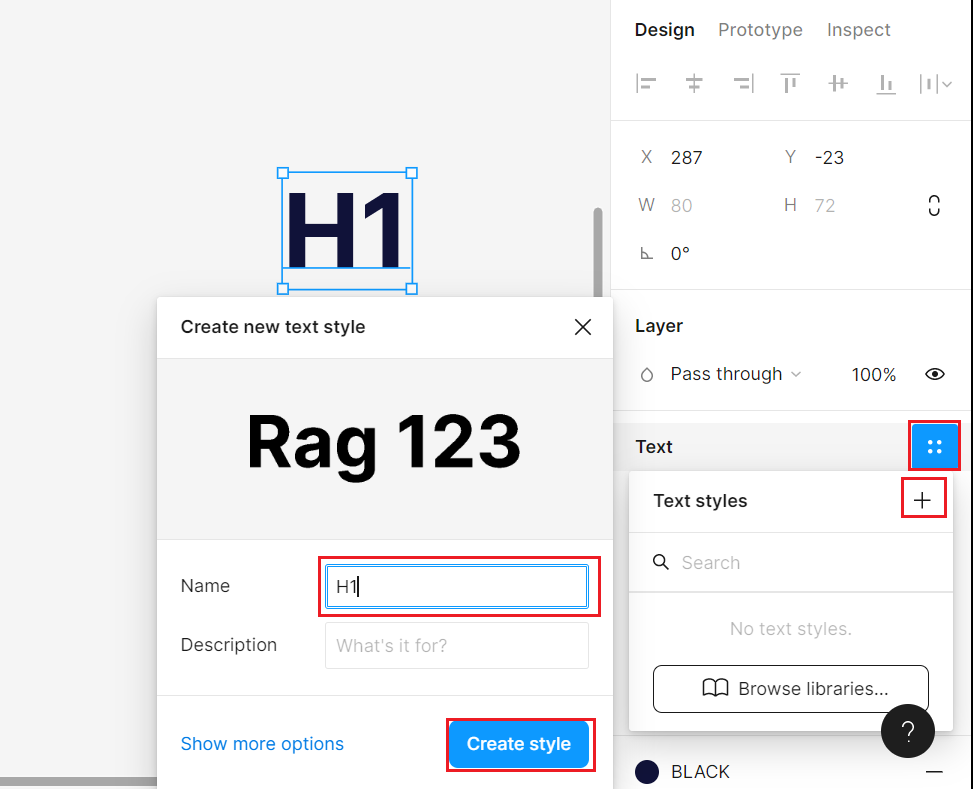 Design Prototype Inspect
X 287 Y -23
W 80 H 72
0°
H1
Layer
Pass through 100%
Text
Text styles
Search
No text styles.
Browse libraries...
?
BLACK
Create new text style
Rag 123
Name H1
Description What's it for?
Show more options Create style